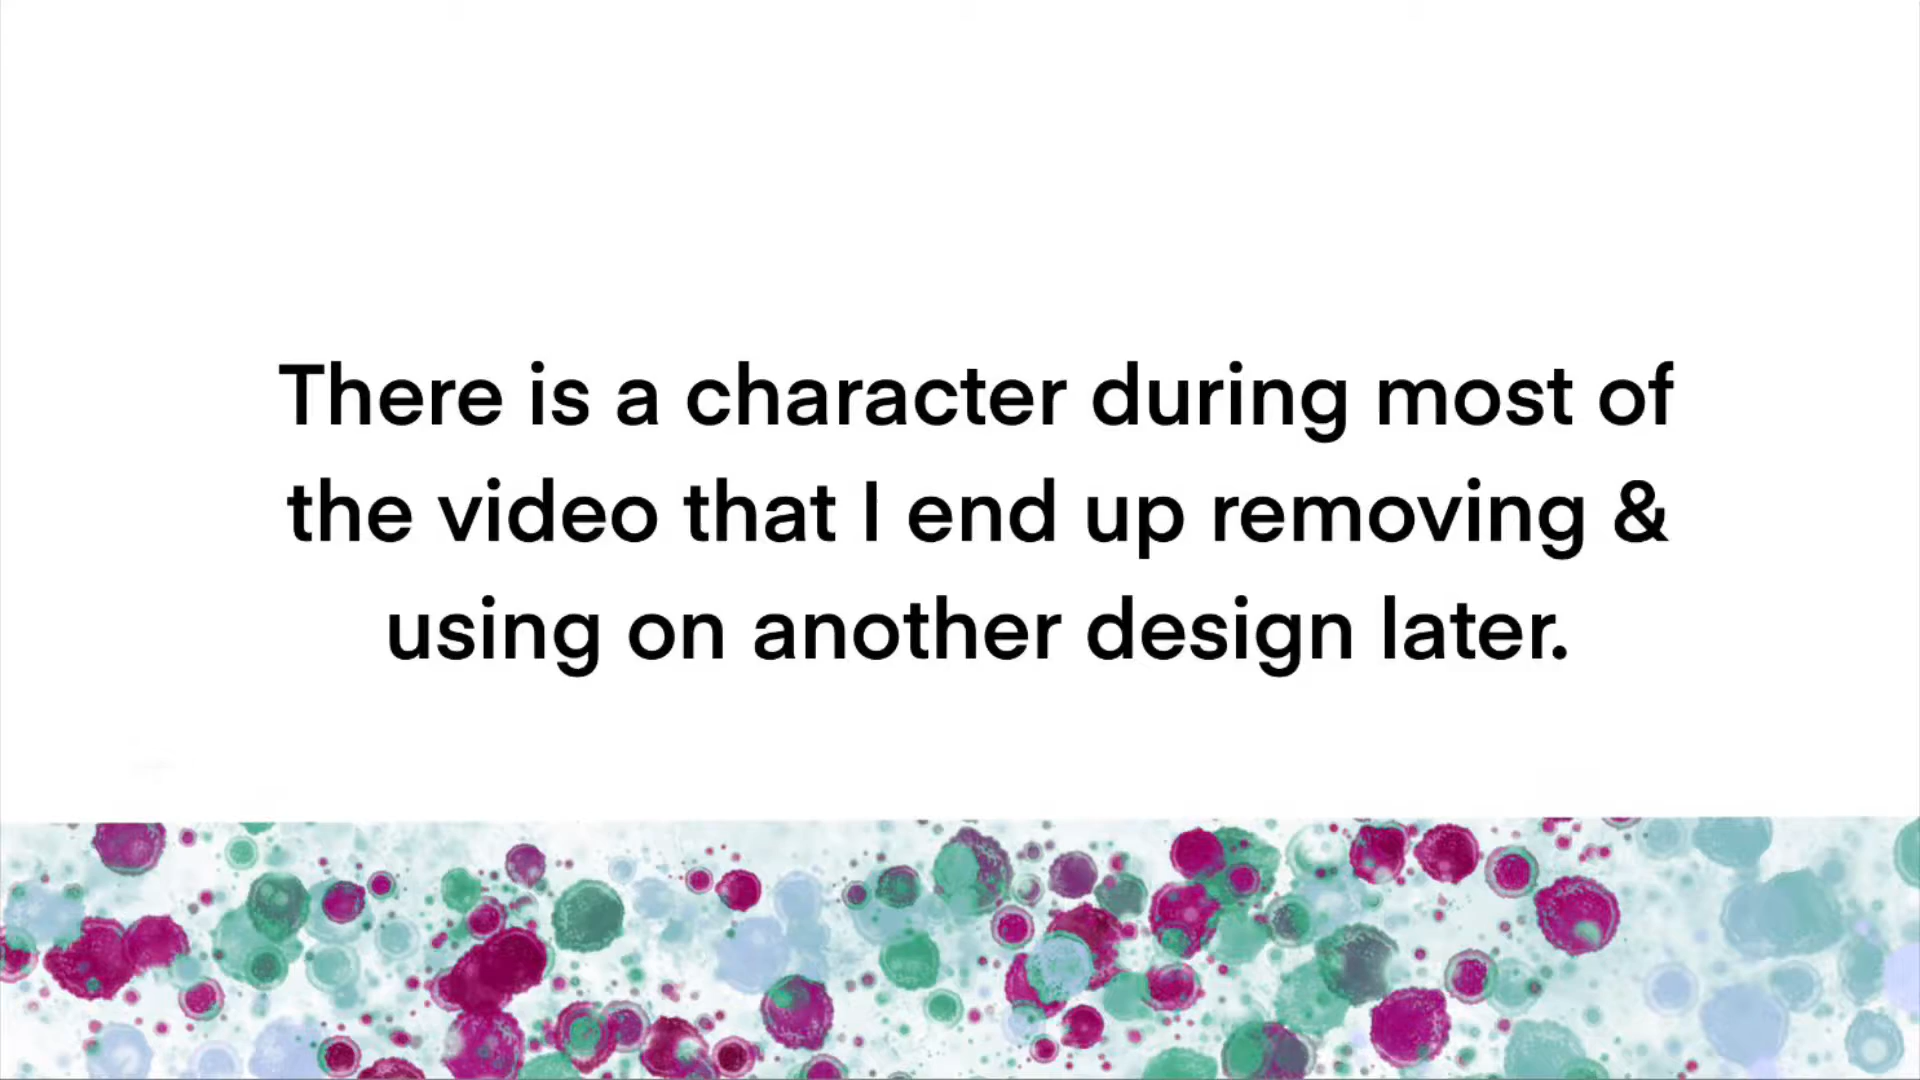 There is a character during most of
the video that I end up removing &
using on another design later.